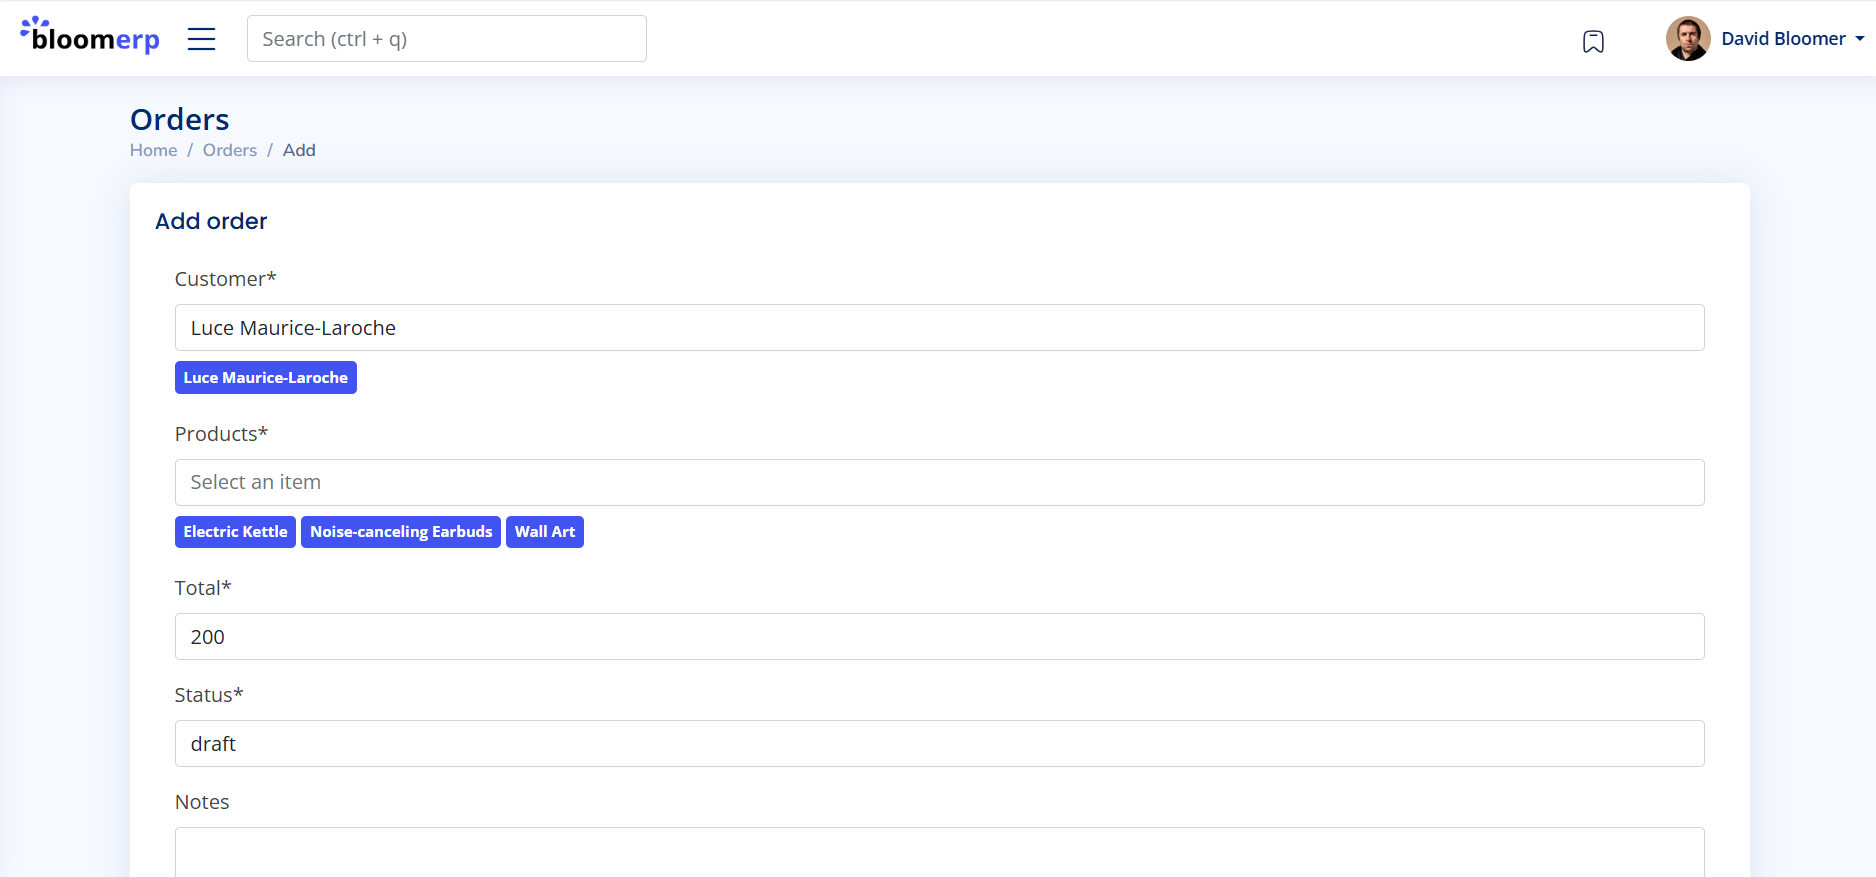 bloomerp
Search (ctrl + q)
David Bloomer
Orders
Home / Orders / Add
Add order
Customer*
Luce Maurice-Laroche
Luce Maurice-Laroche
Products*
Select an item
Electric Kettle Noise-canceling Earbuds Wall Art
Total*
200
Status*
draft
Notes